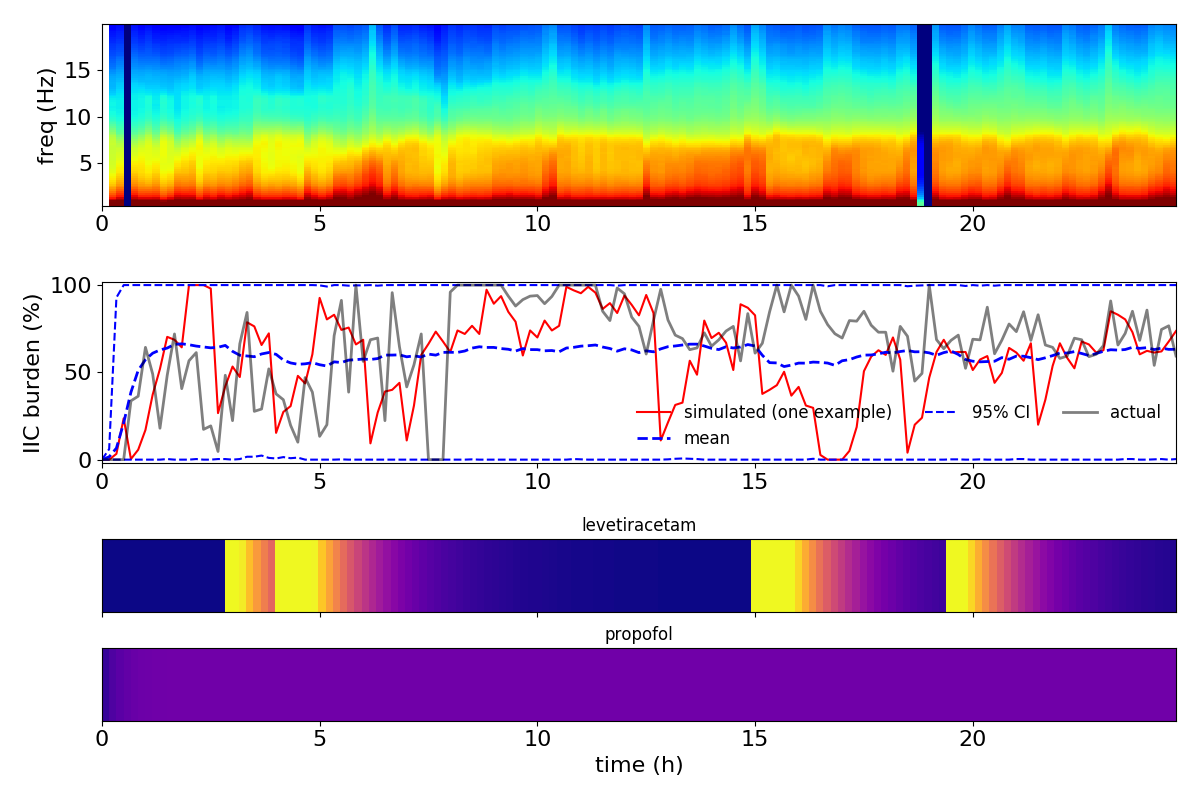 freq (Hz)
15
10
5
0 5 10 15 20
IIC burden (%)
100
50
0
simulated (one example) 95% CI actual
mean
0 5 10 15 20
levetiracetam
propofol
0 5 10 15 20
time (h)